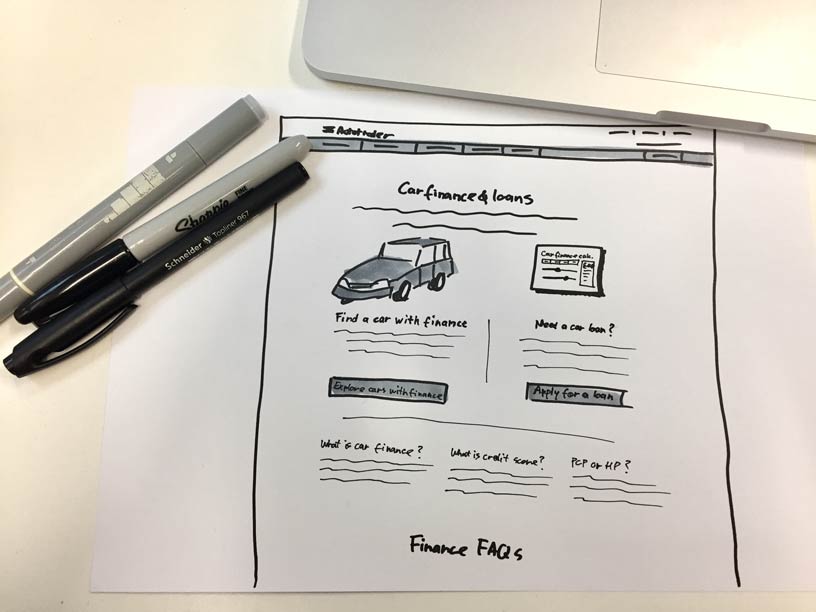 Autotrader
Car finance & loans
Car finance calc.
Find a car with finance
Need a car loan?
Explore cars with finance
Apply for a loan
What is car finance?
What is credit score?
PCP or HP?
Finance FAQs
Sharpie FINE
Schneider Topliner 967